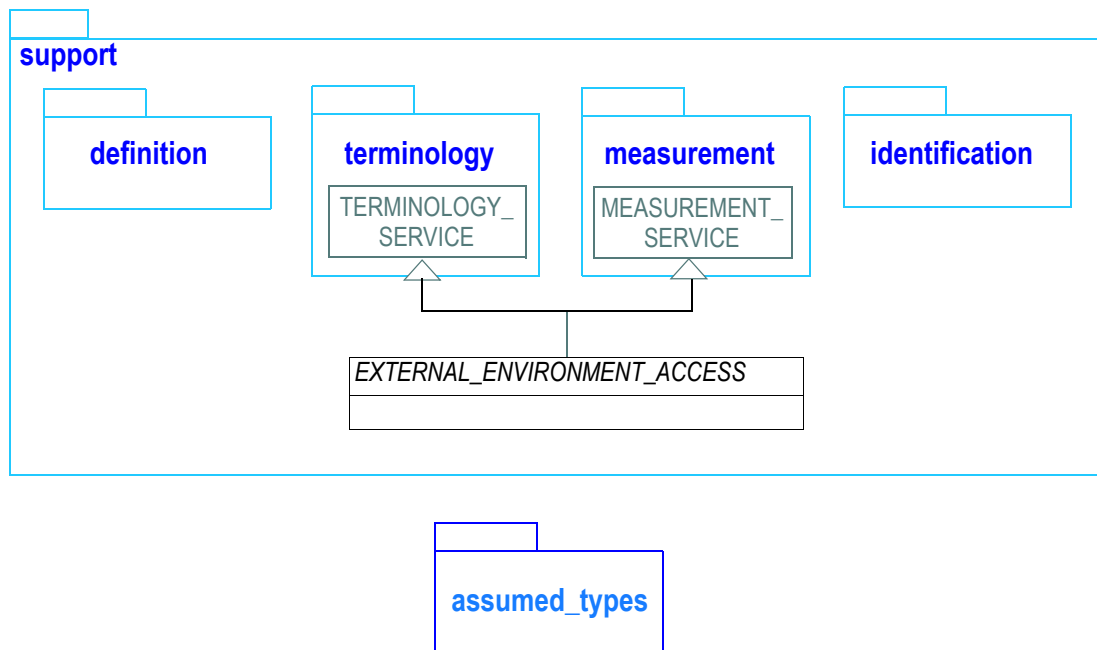 support
definition
terminology
measurement
identification
TERMINOLOGY_
SERVICE
MEASUREMENT_
SERVICE
EXTERNAL_ENVIRONMENT_ACCESS
assumed_types